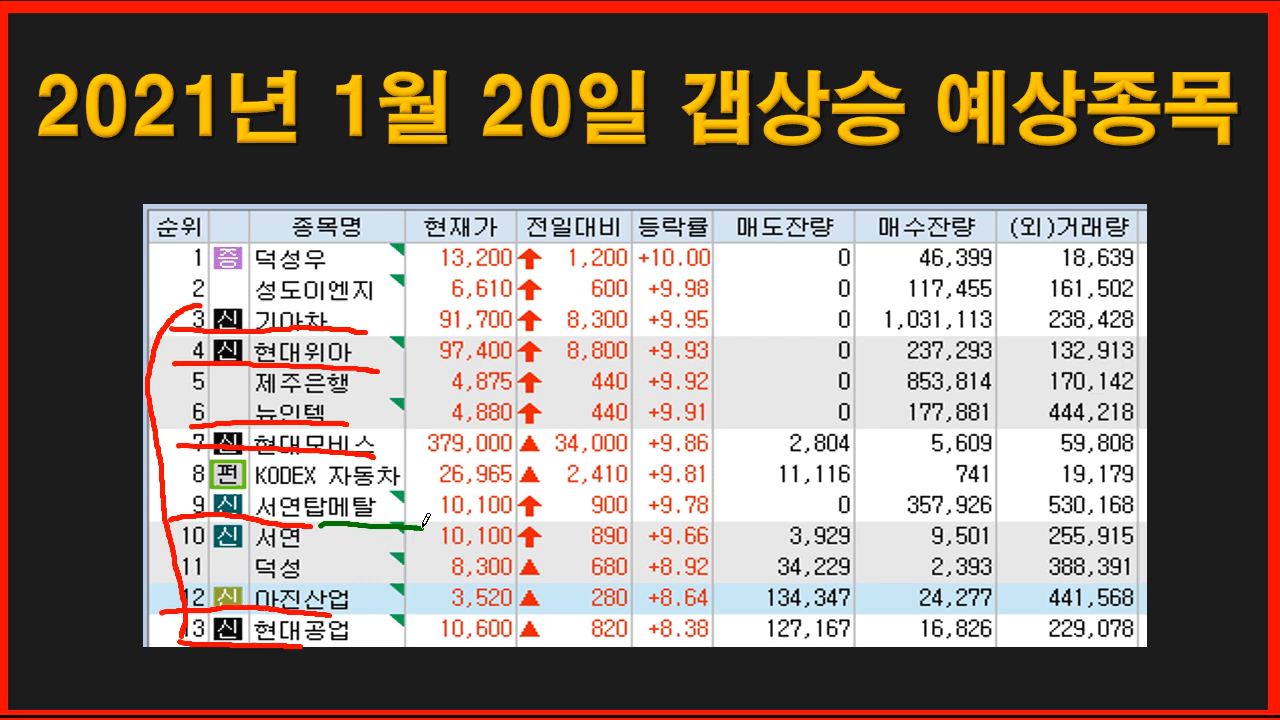 2021년 1월 20일 갭상승 예상종목
순위 종목명 현재가 전일대비 등락률 매도잔량 매수잔량 (외)거래량
1 증 덕성우 13,200 ⬆ 1,200 +10.00 0 46,399 18,639
2 성도이엔지 6,610 ⬆ 600 +9.98 0 117,455 161,502
3 신 기아차 91,700 ⬆ 8,300 +9.95 0 1,031,113 238,428
4 신 현대위아 97,400 ⬆ 8,800 +9.93 0 237,293 132,913
5 제주은행 4,875 ⬆ 440 +9.92 0 853,814 170,142
6 뉴인텍 4,880 ⬆ 440 +9.91 0 177,881 444,218
7 신 현대모비스 379,000 ▲ 34,000 +9.86 2,804 5,609 59,808
8 펀 KODEX 자동차 26,965 ▲ 2,410 +9.81 11,116 741 19,179
9 신 서연탑메탈 10,100 ⬆ 900 +9.78 0 357,926 530,168
10 신 서연 10,100 ⬆ 890 +9.66 3,929 9,501 255,915
11 덕성 8,300 ▲ 680 +8.92 34,229 2,393 388,391
12 신 아진산업 3,520 ▲ 280 +8.64 134,347 24,277 441,568
13 신 현대공업 10,600 ▲ 820 +8.38 127,167 16,826 229,078